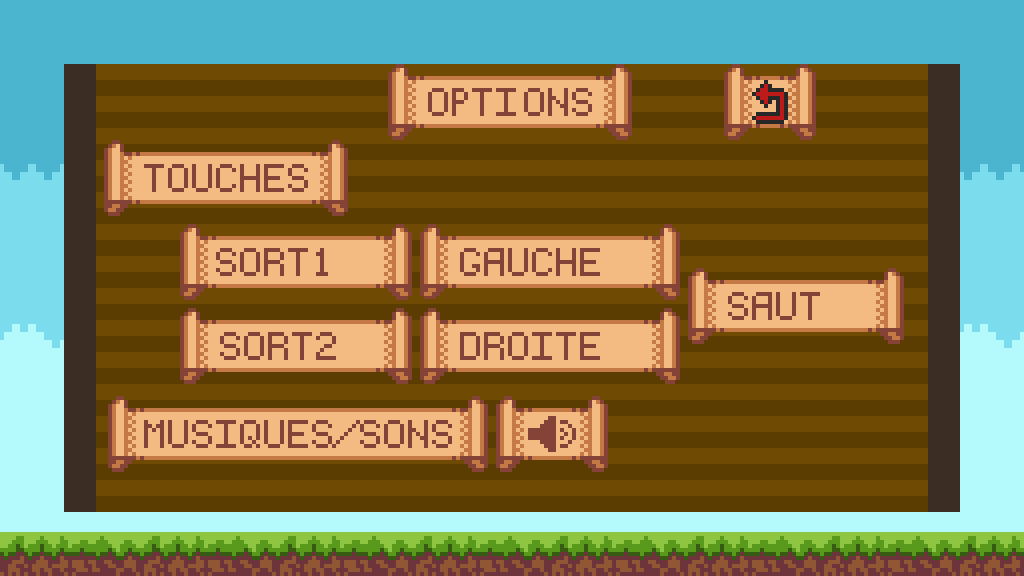 OPTIONS
TOUCHES
SORT1
GAUCHE
SAUT
SORT2
DROITE
MUSIQUES/SONS